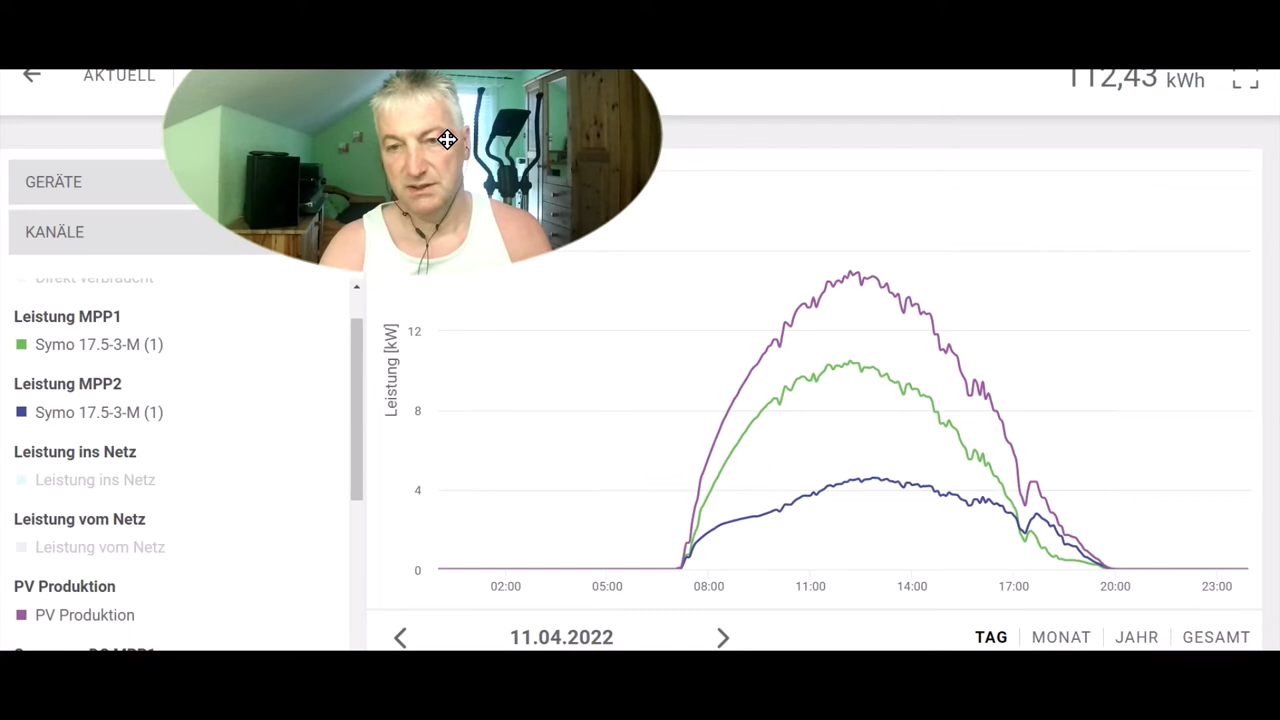 AKTUELL
112,43 kWh
GERÄTE
KANÄLE
Direkt verbraucht
Leistung MPP1
Symo 17.5-3-M (1)
Leistung MPP2
Symo 17.5-3-M (1)
Leistung ins Netz
Leistung ins Netz
Leistung vom Netz
Leistung vom Netz
PV Produktion
PV Produktion
Leistung [kW]
12
8
4
0
02:00 05:00 08:00 11:00 14:00 17:00 20:00 23:00
11.04.2022
TAG MONAT JAHR GESAMT